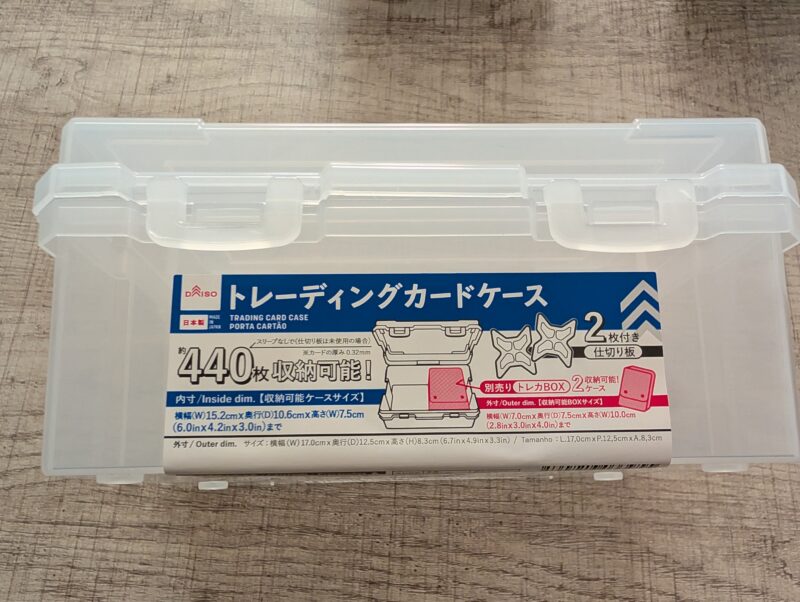 DAISO
トレーディングカードケース
日本製 MADE IN JAPAN
TRADING CARD CASE
PORTA CARTÃO
2枚付き
仕切り板
スリーブなしで(仕切り板は未使用の場合)
※カードの厚み 0.32mm
約440枚収納可能!
別売り トレカBOX 2ケース収納可能!
内寸/Inside dim.【収納可能ケースサイズ】
横幅(W)15.2cm×奥行(D)10.6cm×高さ(W)7.5cm
(6.0in×4.2in×3.0in)まで
外寸/Outer dim.【収納可能BOXサイズ】
横幅(W)7.0cm×奥行(D)7.5cm×高さ(W)10.0cm
(2.8in×3.0in×4.0in)まで
外寸/Outer dim. サイズ:横幅(W)17.0cm×奥行(D)12.5cm×高さ(H)8.3cm (6.7in×4.9in×3.3in) / Tamanho:L.17,0cm×P.12,5cm×A.8,3cm